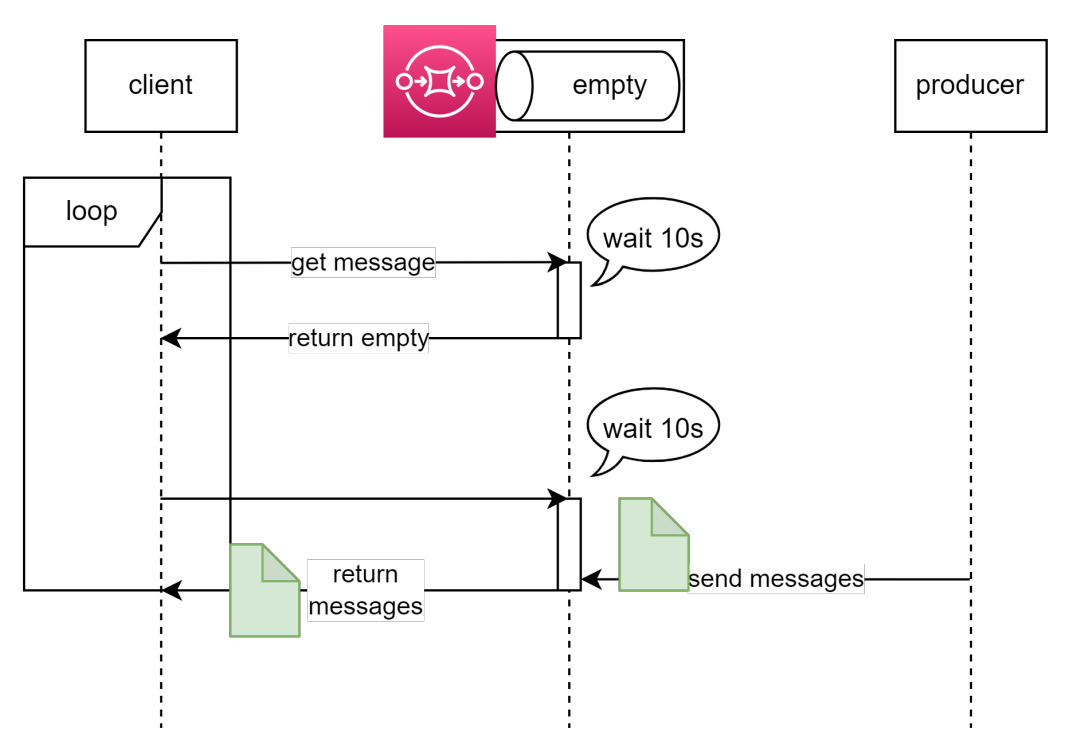 client
empty
producer
loop
wait 10s
get message
return empty
wait 10s
return
messages
send messages